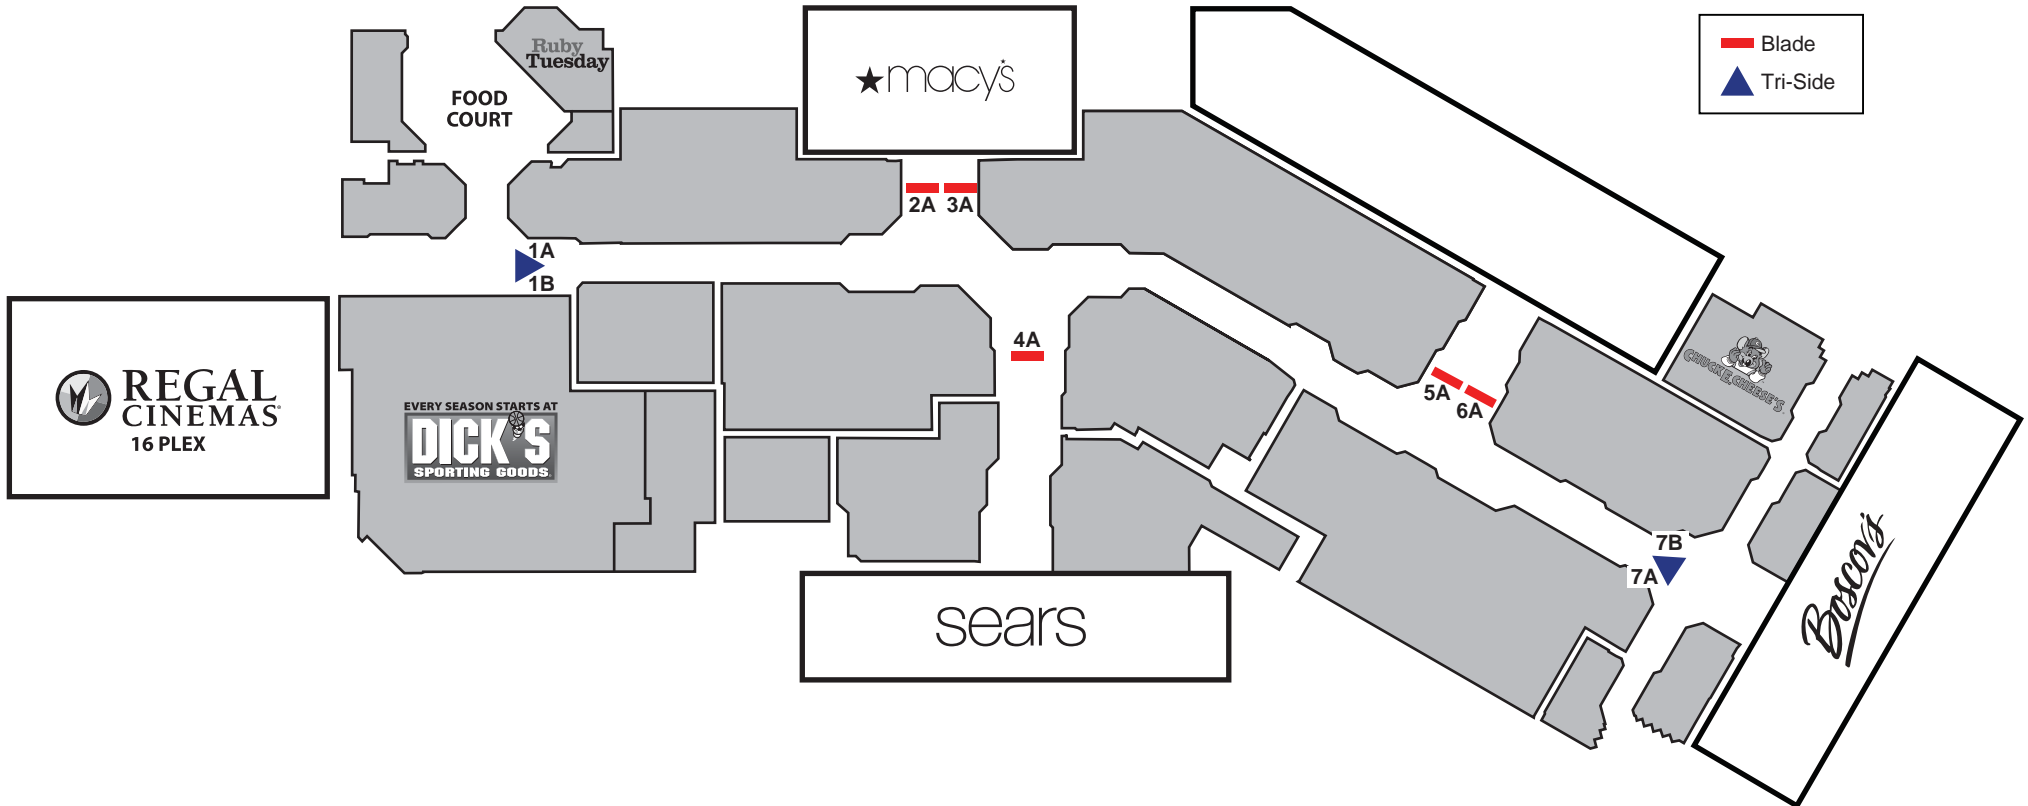 Ruby
Tuesday
FOOD
COURT
★macy's
Blade
Tri-Side
2A
3A
1A
1B
4A
REGAL
CINEMAS
16 PLEX
EVERY SEASON STARTS AT
DICK'S
SPORTING GOODS
CHUCK E. CHEESE'S
5A
6A
7B
7A
Boscov's
sears